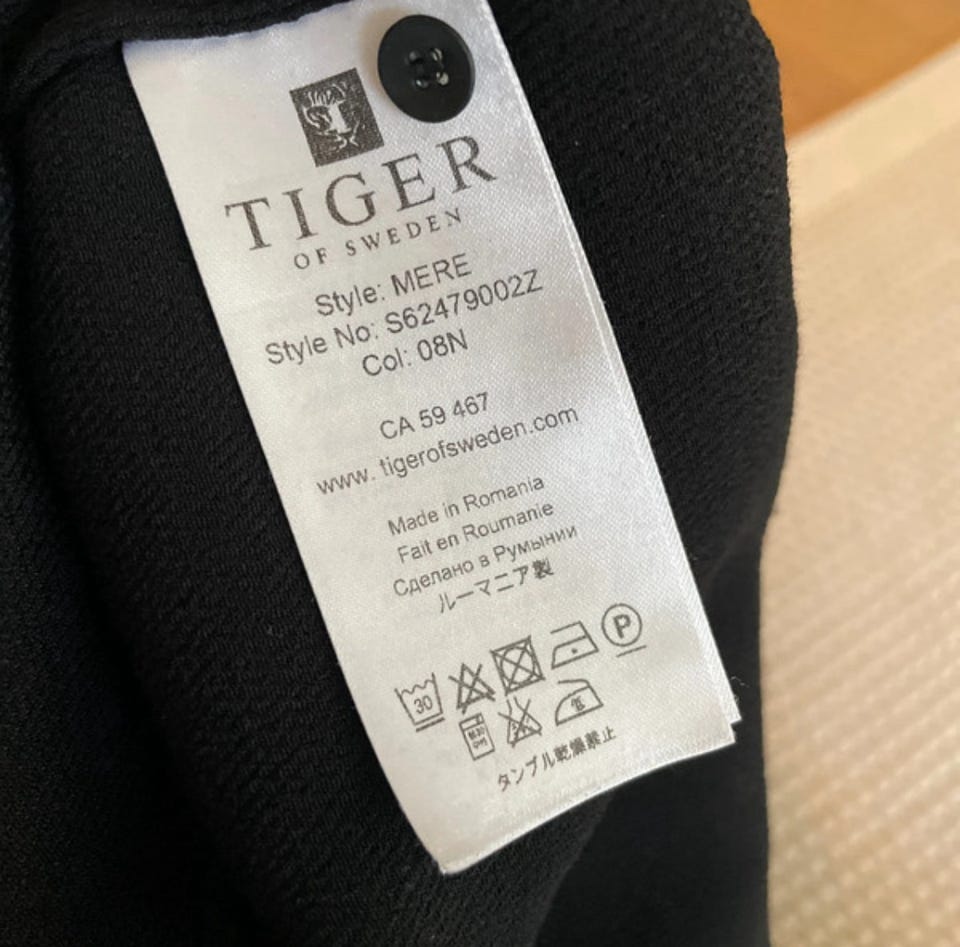 TIGER
OF SWEDEN
Style: MERE
Style No: S62479002Z
Col: 08N
CA 59 467
www. tigerofsweden.com
Made in Romania
Fait en Roumanie
Сделано в Румынии
ルーマニア製
30
P
タンブル乾燥禁止